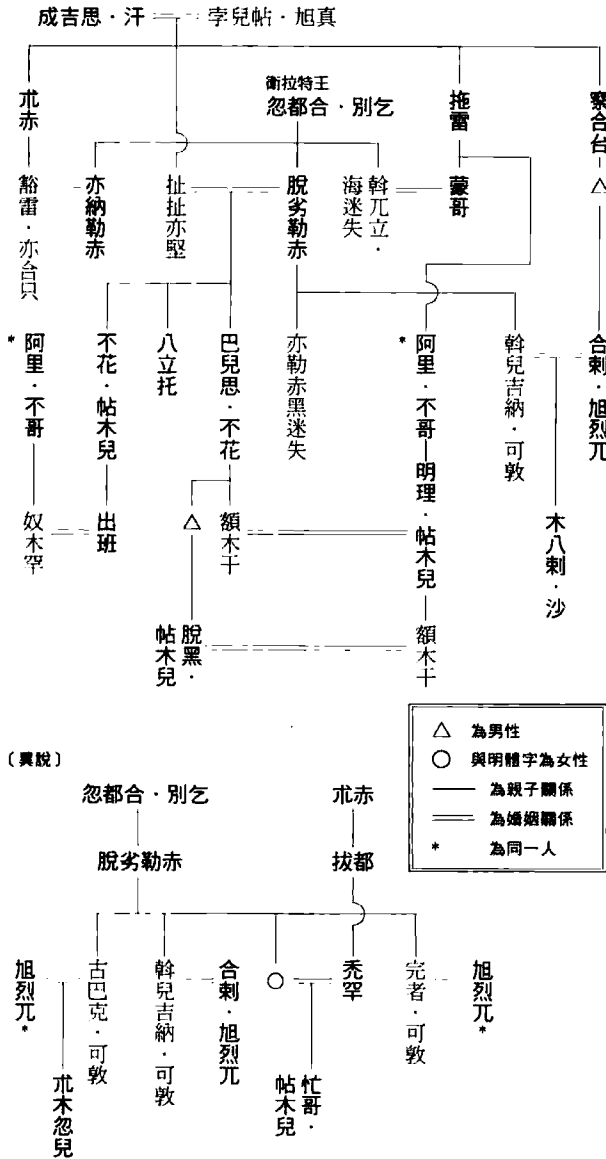 成吉思・汗 孛兒帖・旭真
朮赤
衛拉特王
忽都合・別乞
拖雷
察合台
豁雷・亦台只
亦納勒赤
扯扯亦堅
脫劣勒赤
斡兀立・
海迷失
蒙哥
△
*阿里・不哥
不花・帖木兒
八立托
巴兒思・不花
亦勒赤黑迷失
*阿里・不哥
斡兒吉納・可敦
合剌・旭烈兀
奴木罕
出班
△
額木干
明理・帖木兒
木八剌・沙
脫黑・
帖木兒
額木干
△ 為男性
○ 與明體字為女性
—— 為親子關係
══ 為婚姻關係
* 為同一人
〔異說〕
忽都合・別乞
朮赤
脫劣勒赤
拔都
旭烈兀*
古巴克・可敦
斡兒吉納・可敦
合剌・旭烈兀
○
禿罕
完者・可敦
旭烈兀*
朮木忽兒
忙哥・
帖木兒